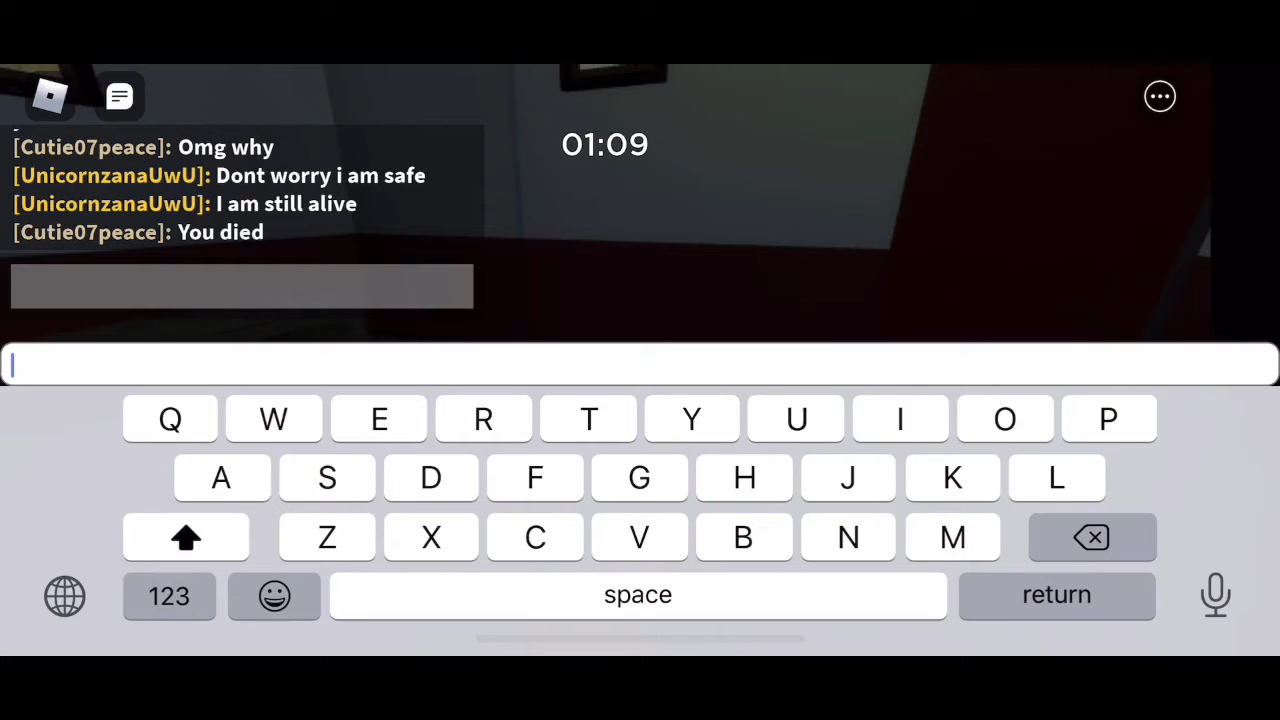 [Cutie07peace]: Omg why
[UnicornzanaUwU]: Dont worry i am safe
[UnicornzanaUwU]: I am still alive
[Cutie07peace]: You died
01:09
Q W E R T Y U I O P
A S D F G H J K L
Z X C V B N M
123 space return